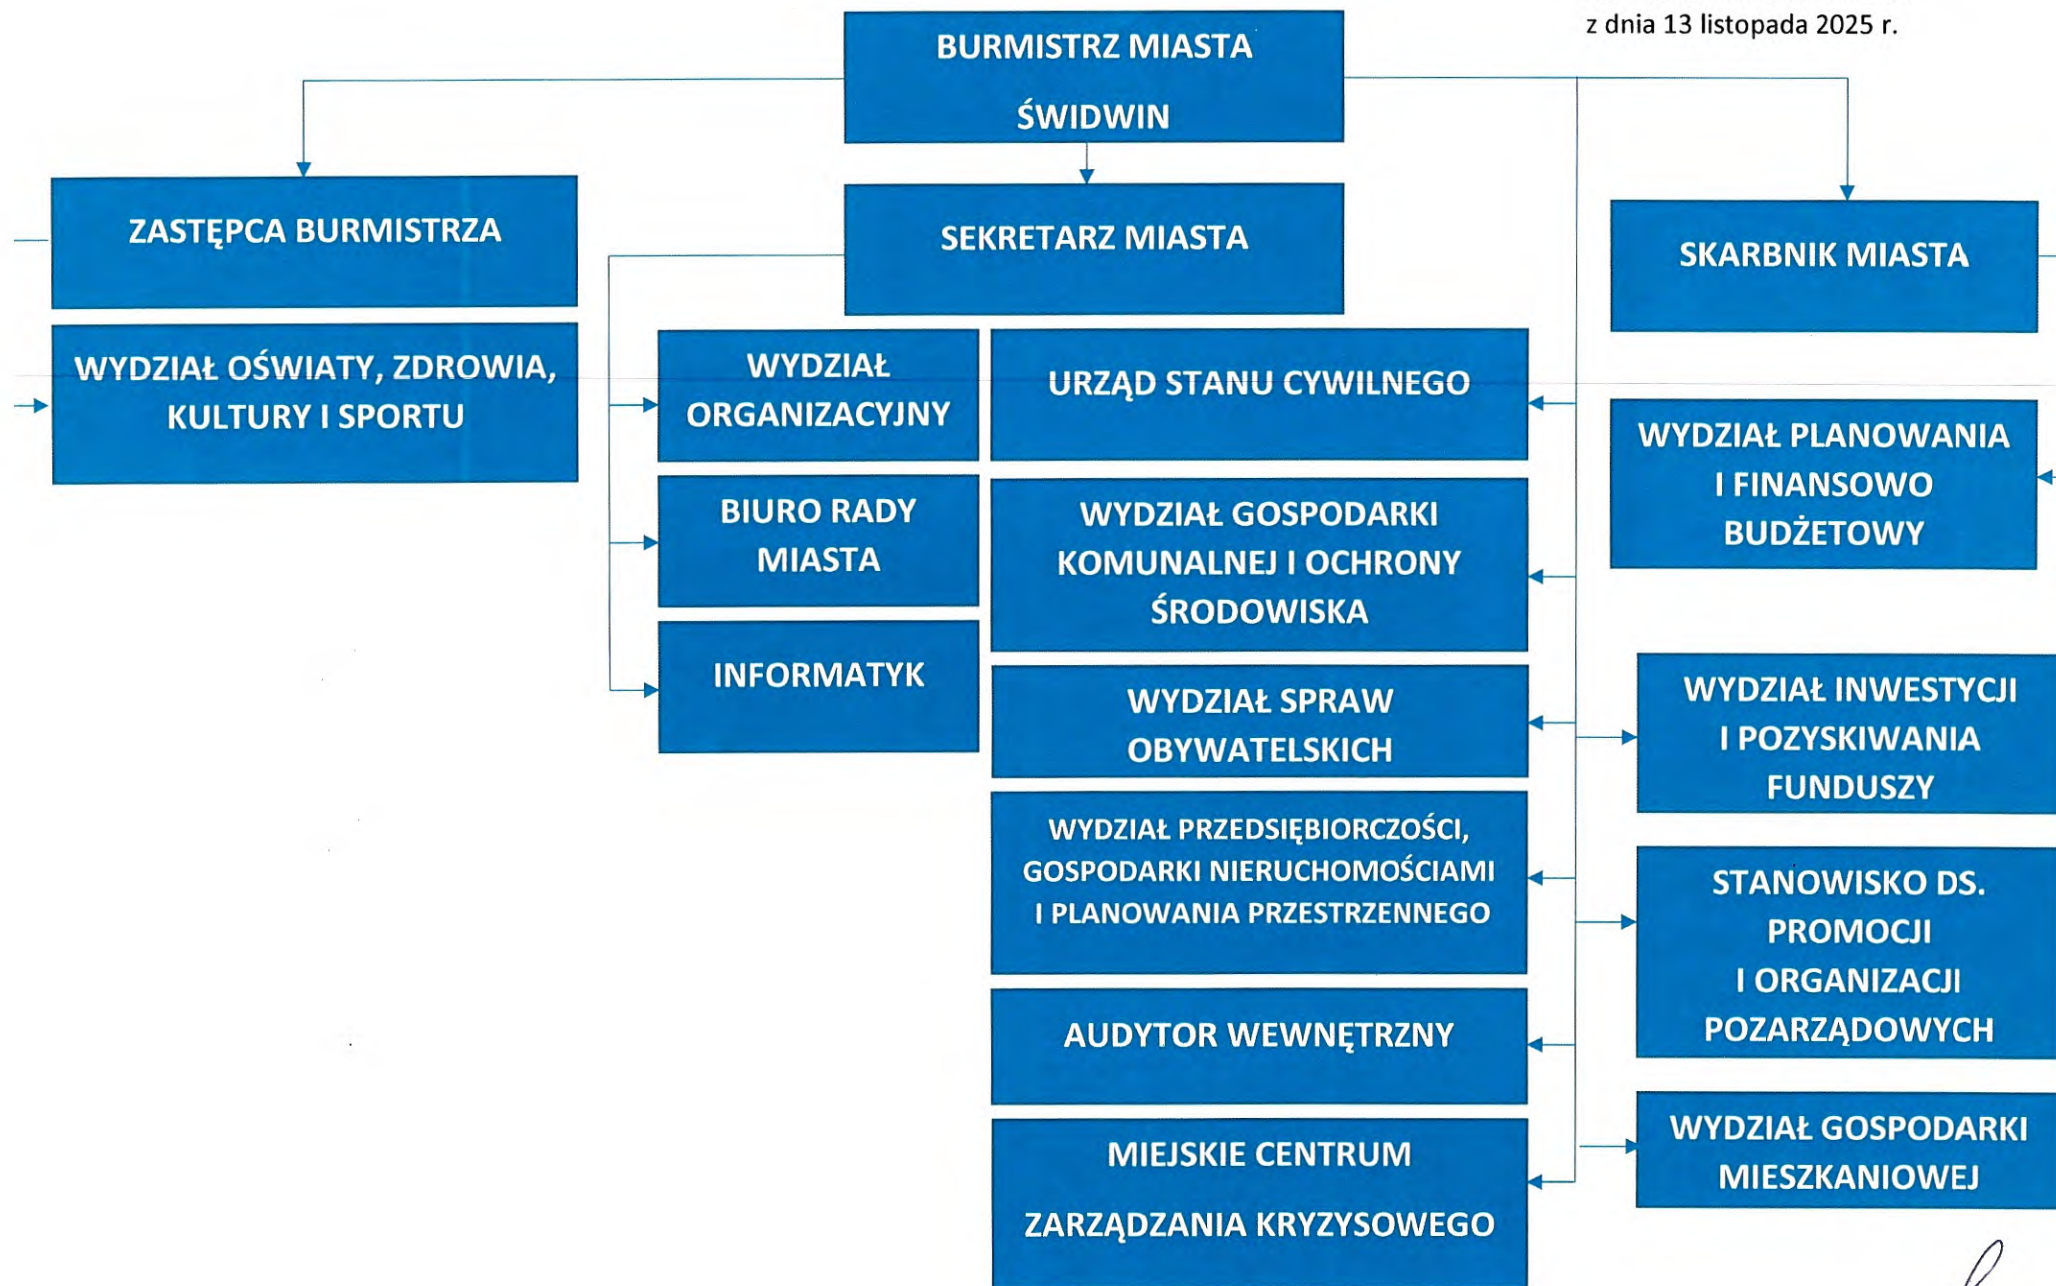 z dnia 13 listopada 2025 r.
BURMISTRZ MIASTA
ŚWIDWIN
ZASTĘPCA BURMISTRZA
SEKRETARZ MIASTA
SKARBNIK MIASTA
WYDZIAŁ OŚWIATY, ZDROWIA,
KULTURY I SPORTU
WYDZIAŁ
ORGANIZACYJNY
BIURO RADY
MIASTA
INFORMATYK
URZĄD STANU CYWILNEGO
WYDZIAŁ GOSPODARKI
KOMUNALNEJ I OCHRONY
ŚRODOWISKA
WYDZIAŁ SPRAW
OBYWATELSKICH
WYDZIAŁ PRZEDSIĘBIORCZOŚCI,
GOSPODARKI NIERUCHOMOŚCIAMI
I PLANOWANIA PRZESTRZENNEGO
AUDYTOR WEWNĘTRZNY
MIEJSKIE CENTRUM
ZARZĄDZANIA KRYZYSOWEGO
WYDZIAŁ PLANOWANIA
I FINANSOWO
BUDŻETOWY
WYDZIAŁ INWESTYCJI
I POZYSKIWANIA
FUNDUSZY
STANOWISKO DS.
PROMOCJI
I ORGANIZACJI
POZARZĄDOWYCH
WYDZIAŁ GOSPODARKI
MIESZKANIOWEJ